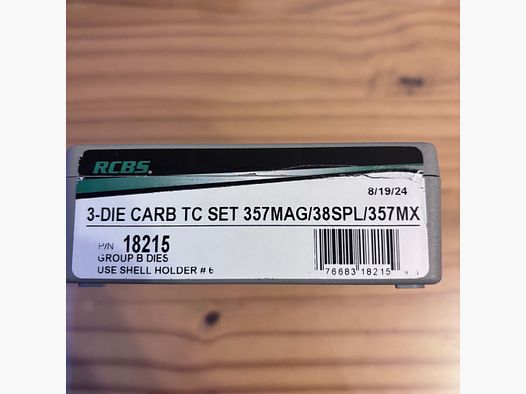 RCBS.
8/19/24
3-DIE CARB TC SET 357MAG/38SPL/357MX
P/N 18215
GROUP B DIES
USE SHELL HOLDER # 6
76683 18215